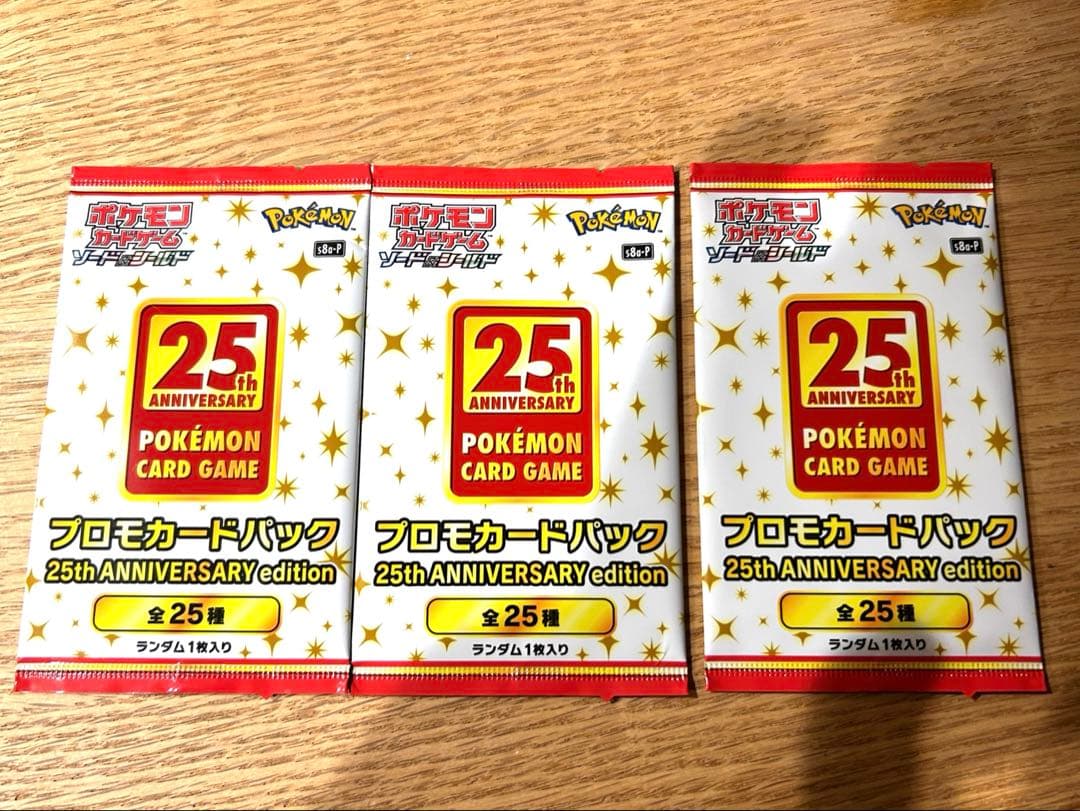 ポケモン
カードゲーム
ソード&シールド
Pokémon
s8a-P
25th
ANNIVERSARY
POKÉMON
CARD GAME
プロモカードパック
25th ANNIVERSARY edition
全25種
ランダム1枚入り
ポケモン
カードゲーム
ソード&シールド
Pokémon
s8a-P
25th
ANNIVERSARY
POKÉMON
CARD GAME
プロモカードパック
25th ANNIVERSARY edition
全25種
ランダム1枚入り
ポケモン
カードゲーム
ソード&シールド
Pokémon
s8a-P
25th
ANNIVERSARY
POKÉMON
CARD GAME
プロモカードパック
25th ANNIVERSARY edition
全25種
ランダム1枚入り